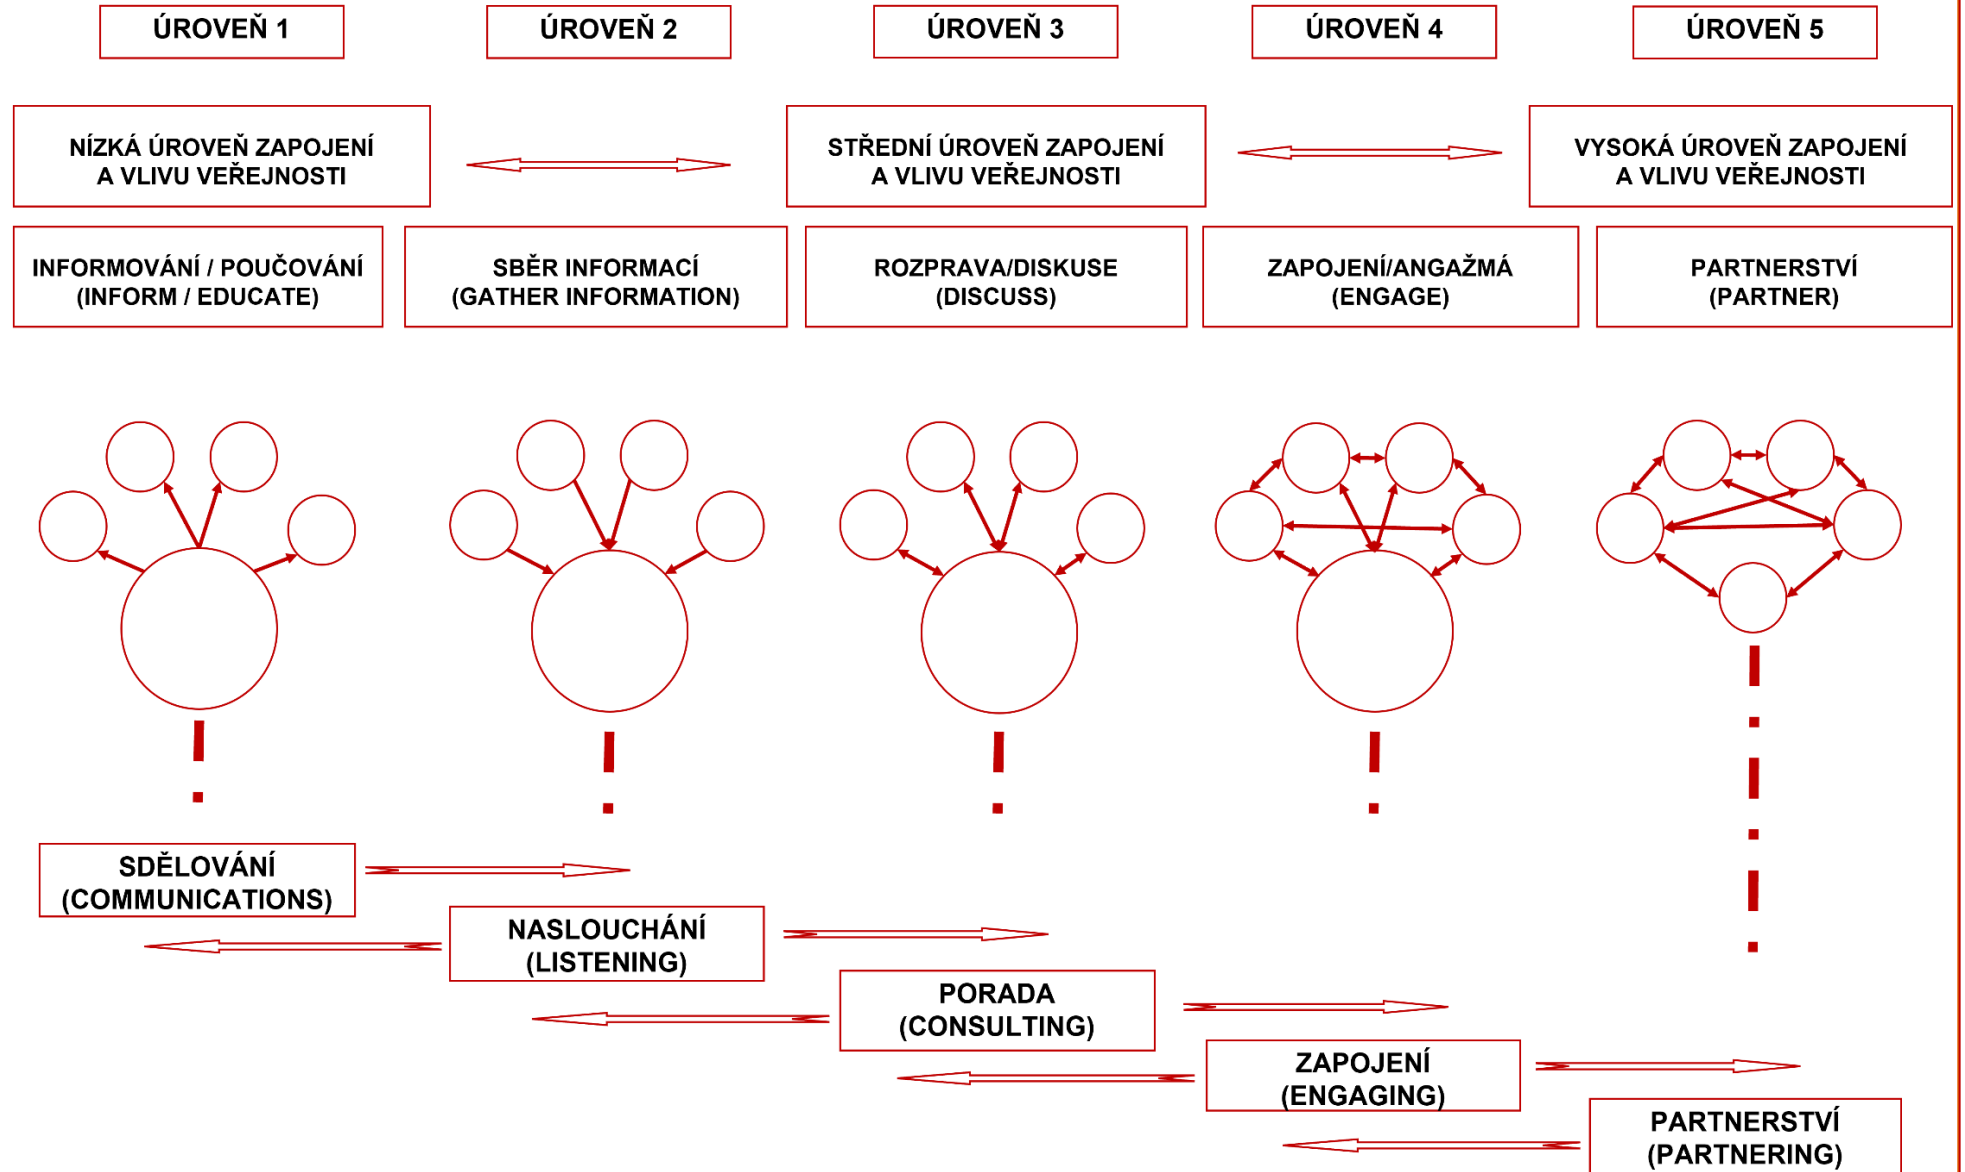 ÚROVEŇ 1
ÚROVEŇ 2
ÚROVEŇ 3
ÚROVEŇ 4
ÚROVEŇ 5
NÍZKÁ ÚROVEŇ ZAPOJENÍ
A VLIVU VEŘEJNOSTI
STŘEDNÍ ÚROVEŇ ZAPOJENÍ
A VLIVU VEŘEJNOSTI
VYSOKÁ ÚROVEŇ ZAPOJENÍ
A VLIVU VEŘEJNOSTI
INFORMOVÁNÍ / POUČOVÁNÍ
(INFORM / EDUCATE)
SBĚR INFORMACÍ
(GATHER INFORMATION)
ROZPRAVA/DISKUSE
(DISCUSS)
ZAPOJENÍ/ANGAŽMÁ
(ENGAGE)
PARTNERSTVÍ
(PARTNER)
SDĚLOVÁNÍ
(COMMUNICATIONS)
NASLOUCHÁNÍ
(LISTENING)
PORADA
(CONSULTING)
ZAPOJENÍ
(ENGAGING)
PARTNERSTVÍ
(PARTNERING)